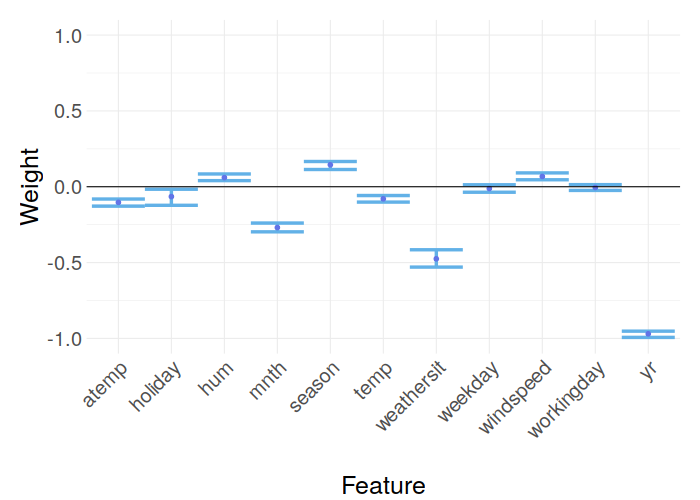 1.0
0.5
0.0
-0.5
-1.0
Weight
atemp
holiday
hum
mnth
season
temp
weathersit
weekday
windspeed
workingday
yr
Feature